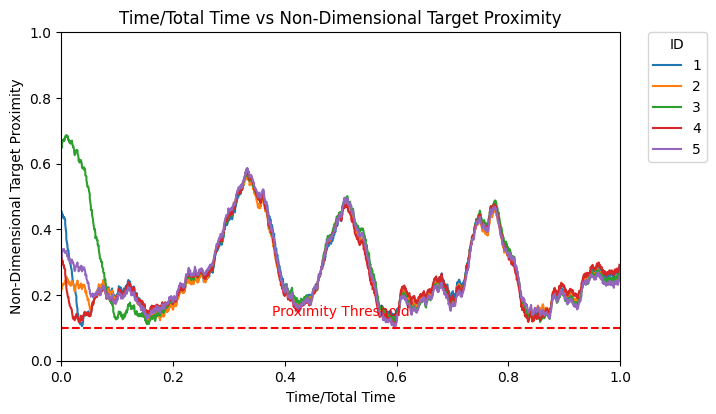 Time/Total Time vs Non-Dimensional Target Proximity
ID
1
2
3
4
5
Non-Dimensional Target Proximity
1.0
0.8
0.6
0.4
0.2
0.0
Proximity Threshold
0.0 0.2 0.4 0.6 0.8 1.0
Time/Total Time